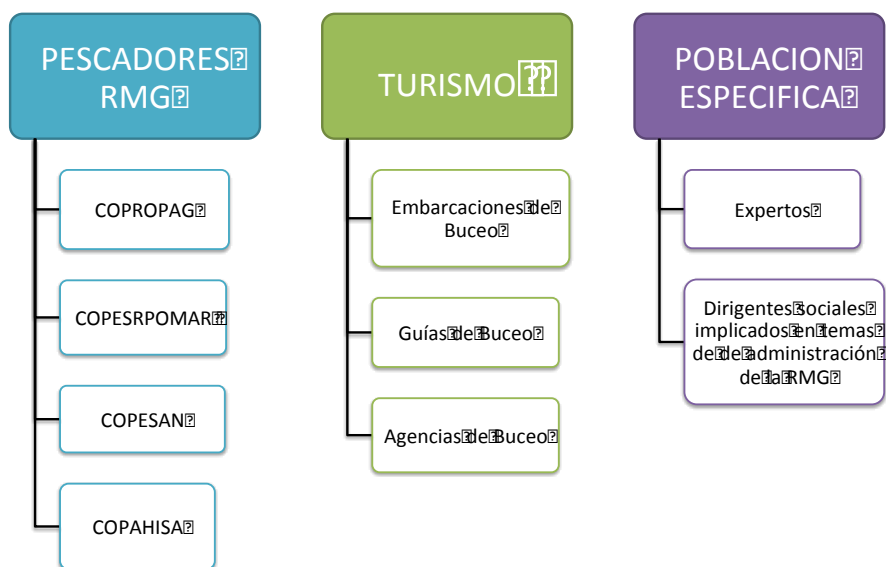 PESCADORES
RMG
COPROPAG
COPESRPOMAR
COPESAN
COPAHISA
TURISMO
Embarcaciones de
Buceo
Guías de Buceo
Agencias de Buceo
POBLACION
ESPECIFICA
Expertos
Dirigentes sociales
implicados en temas
de de administración
de la RMG